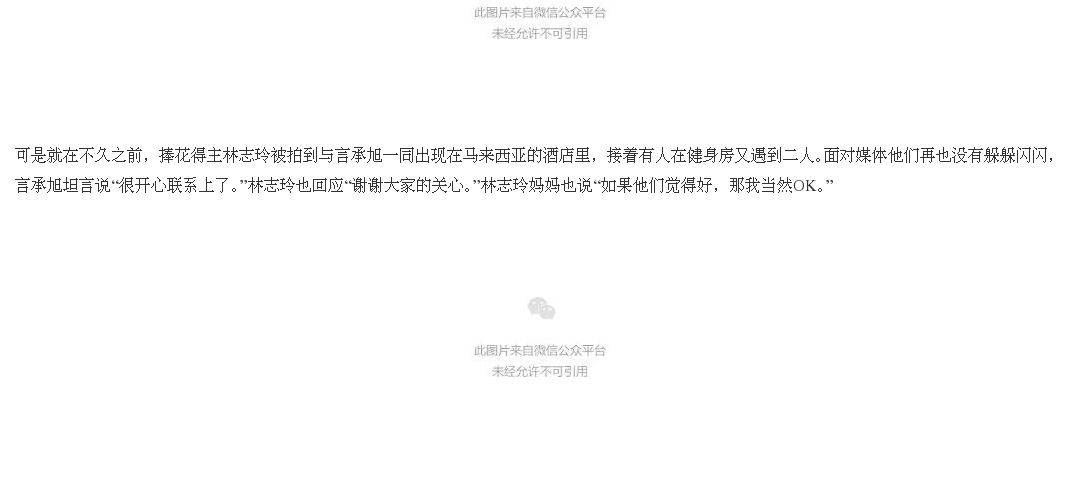 此图片来自微信公众平台
未经允许不可引用
可是就在不久之前，捧花得主林志玲被拍到与言承旭一同出现在马来西亚的酒店里，接着有人在健身房又遇到二人。面对媒体他们再也没有躲躲闪闪，
言承旭坦言说“很开心联系上了。”林志玲也回应“谢谢大家的关心。”林志玲妈妈也说“如果他们觉得好，那我当然OK。”
此图片来自微信公众平台
未经允许不可引用